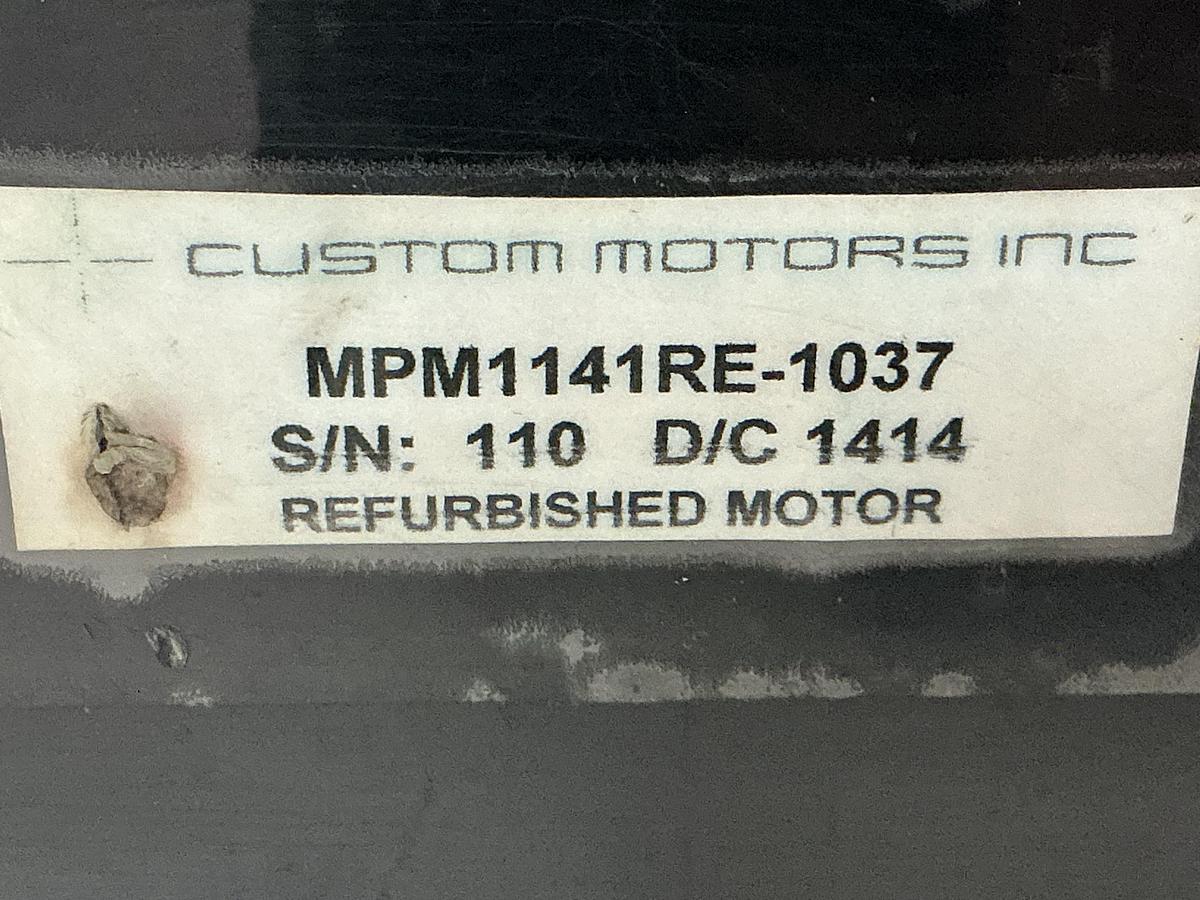 CUSTOM MOTORS INC
MPM1141RE-1037
S/N: 110 D/C 1414
REFURBISHED MOTOR